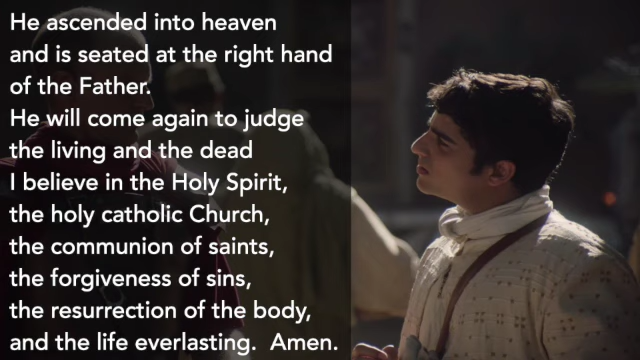 He ascended into heaven
and is seated at the right hand
of the Father.
He will come again to judge
the living and the dead
I believe in the Holy Spirit,
the holy catholic Church,
the communion of saints,
the forgiveness of sins,
the resurrection of the body,
and the life everlasting.  Amen.